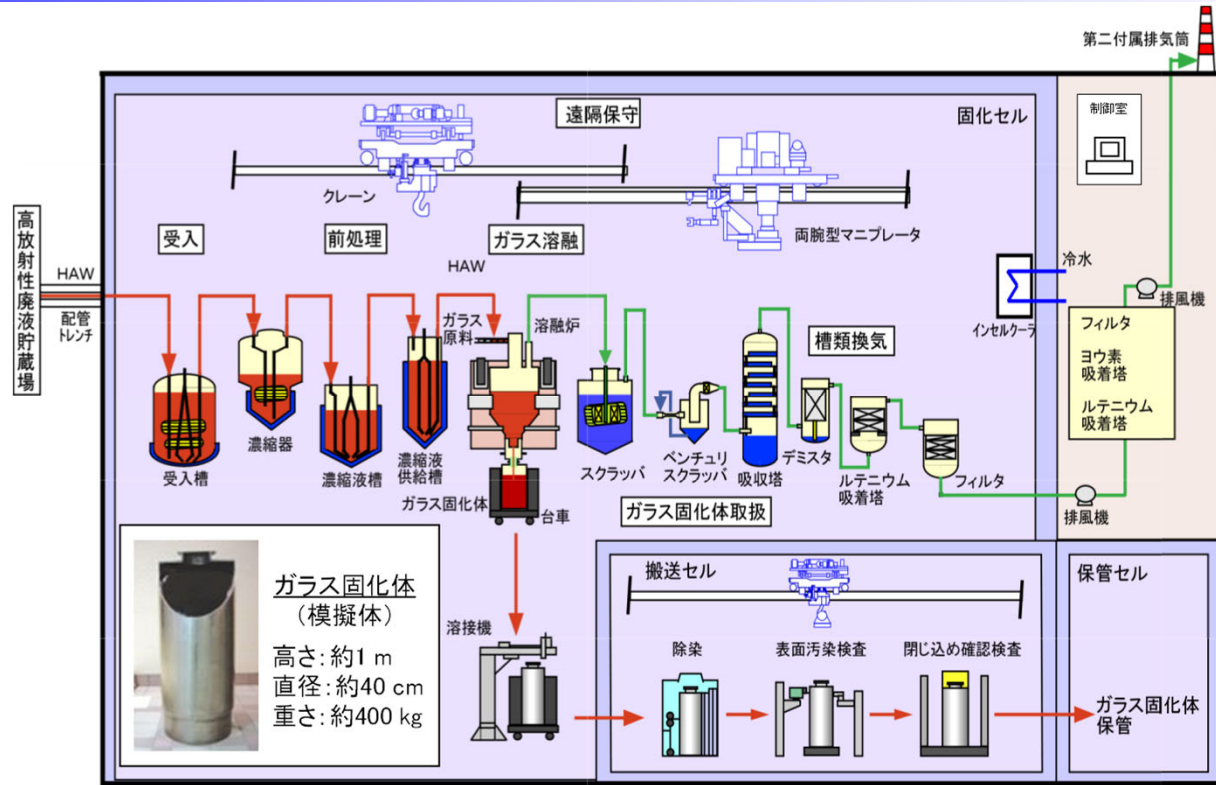 第二付属排気筒
制御室
固化セル
遠隔保守
クレーン
両腕型マニプレータ
高放射性廃液貯蔵場
HAW
配管
トレンチ
受入
前処理
ガラス溶融
HAW
ガラス
原料
溶融炉
槽類換気
冷水
インセルクーラ
排風機
フィルタ
ヨウ素
吸着塔
ルテニウム
吸着塔
受入槽
濃縮器
濃縮液槽
濃縮液
供給槽
ガラス固化体
台車
スクラッバ
ベンチュリ
スクラッバ
吸収塔
デミスタ
ルテニウム
吸着塔
フィルタ
排風機
ガラス固化体取扱
ガラス固化体
(模擬体)
高さ:約1 m
直径:約40 cm
重さ:約400 kg
溶接機
搬送セル
除染
表面汚染検査
閉じ込め確認検査
保管セル
ガラス固化体
保管